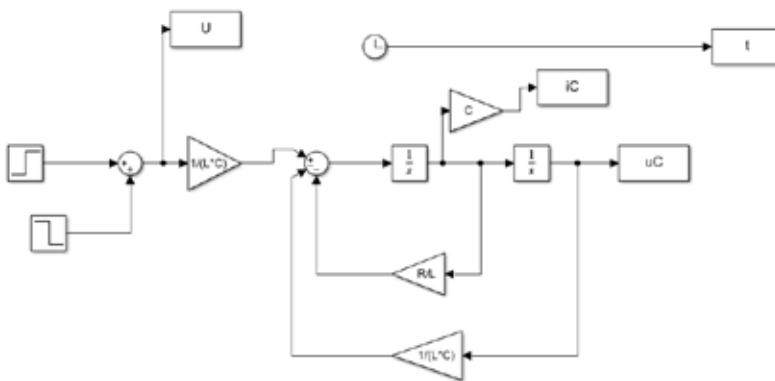 U
t
C
iC
1/(L*C)
1/s
1/s
uC
R/L
1/(L*C)